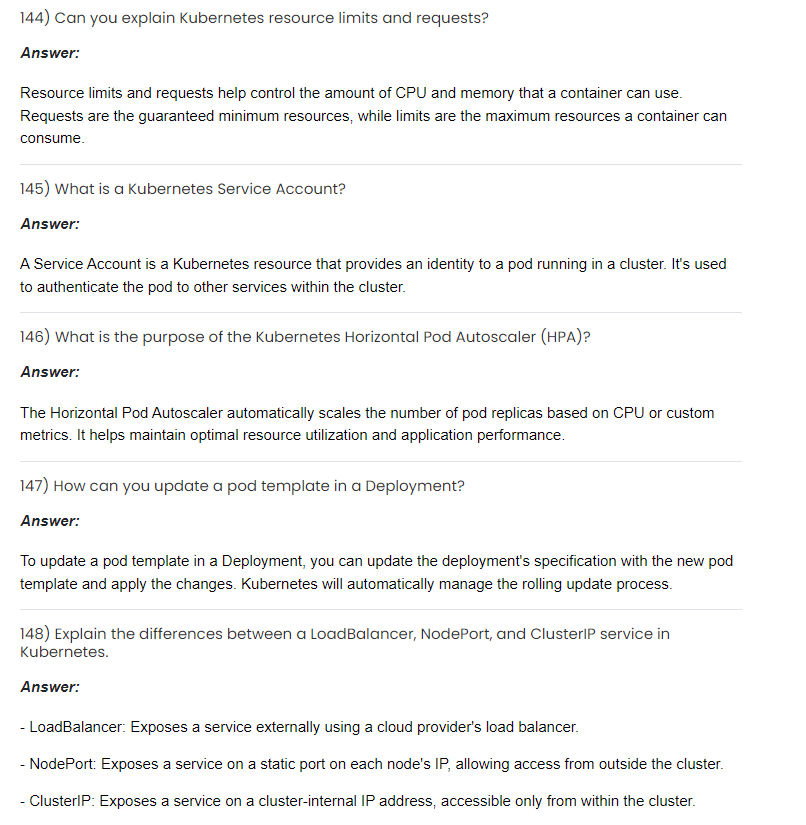 144) Can you explain Kubernetes resource limits and requests?
Answer:
Resource limits and requests help control the amount of CPU and memory that a container can use.
Requests are the guaranteed minimum resources, while limits are the maximum resources a container can
consume.
145) What is a Kubernetes Service Account?
Answer:
A Service Account is a Kubernetes resource that provides an identity to a pod running in a cluster. It's used
to authenticate the pod to other services within the cluster.
146) What is the purpose of the Kubernetes Horizontal Pod Autoscaler (HPA)?
Answer:
The Horizontal Pod Autoscaler automatically scales the number of pod replicas based on CPU or custom
metrics. It helps maintain optimal resource utilization and application performance.
147) How can you update a pod template in a Deployment?
Answer:
To update a pod template in a Deployment, you can update the deployment's specification with the new pod
template and apply the changes. Kubernetes will automatically manage the rolling update process.
148) Explain the differences between a LoadBalancer, NodePort, and ClusterIP service in
Kubernetes.
Answer:
- LoadBalancer: Exposes a service externally using a cloud provider's load balancer.
- NodePort: Exposes a service on a static port on each node's IP, allowing access from outside the cluster.
- ClusterIP: Exposes a service on a cluster-internal IP address, accessible only from within the cluster.